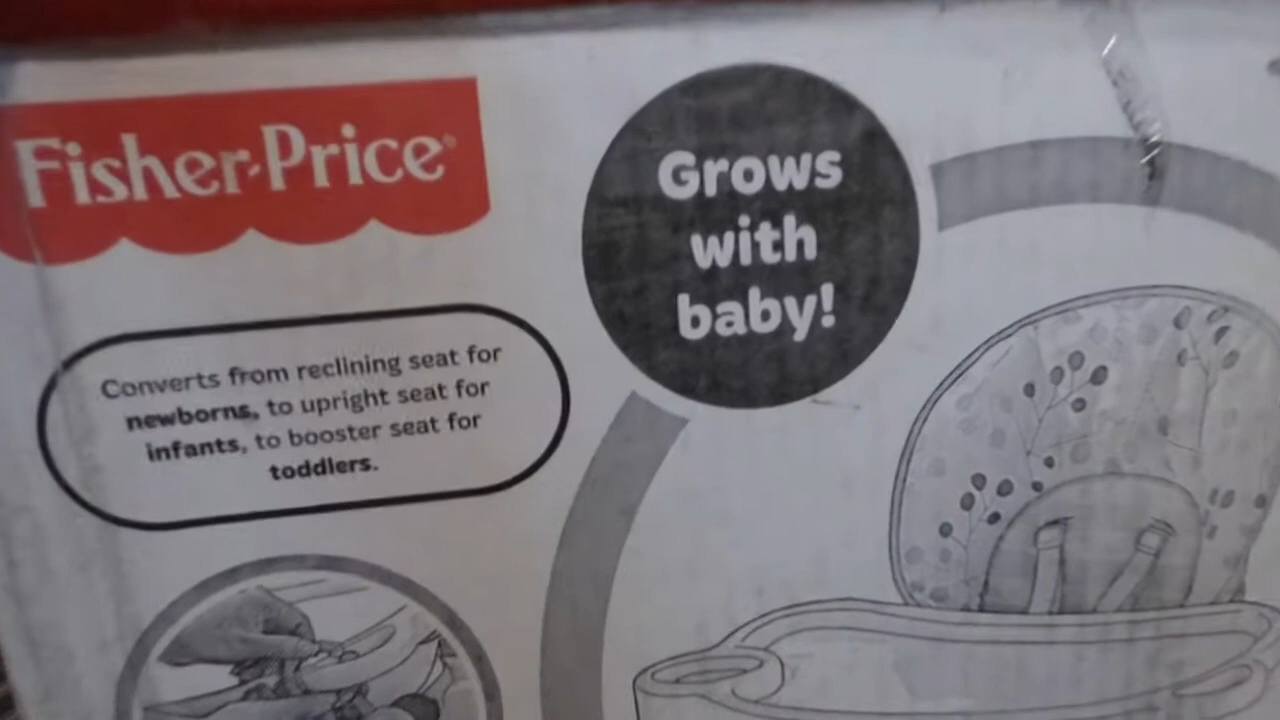 Fisher-Price®
Grows
with
baby!
Converts from reclining seat for
newborns, to upright seat for
infants, to booster seat for
toddlers.